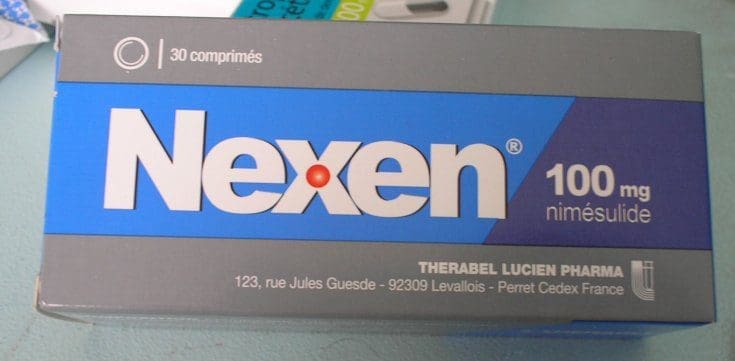 30 comprimés
Nexen®
100 mg
nimésulide
THERABEL LUCIEN PHARMA
123, rue Jules Guesde - 92309 Levallois - Perret Cedex France